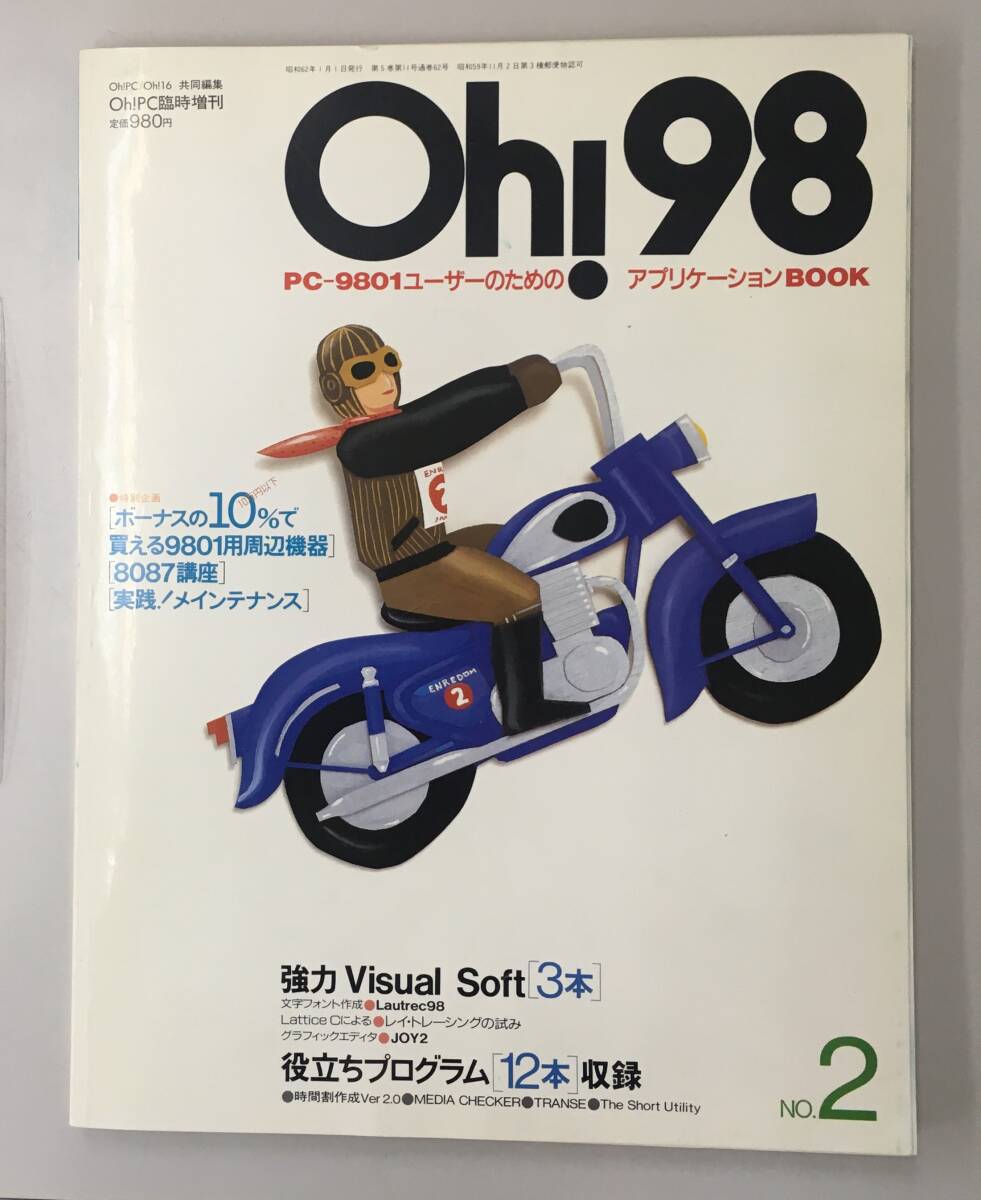 昭和62年1月1日発行 第5巻第11号通巻62号 昭和59年11月2日第3種郵便物認可
Oh!PC/Oh!16 共同編集
Oh!PC臨時増刊
定価980円
Oh!98
PC-9801ユーザーのための アプリケーションBOOK
●特別企画
[ボーナスの10%で
買える9801用周辺機器]
[8087講座]
[実践!メインテナンス]
ENREDOM
2
強力 Visual Soft[3本]
文字フォント作成●Lautrec98
Lattice Cによる●レイ・トレーシングの試み
グラフィックエディタ●JOY2
役立ちプログラム[12本]収録
●時間割作成Ver 2.0●MEDIA CHECKER●TRANSE●The Short Utility
NO.2